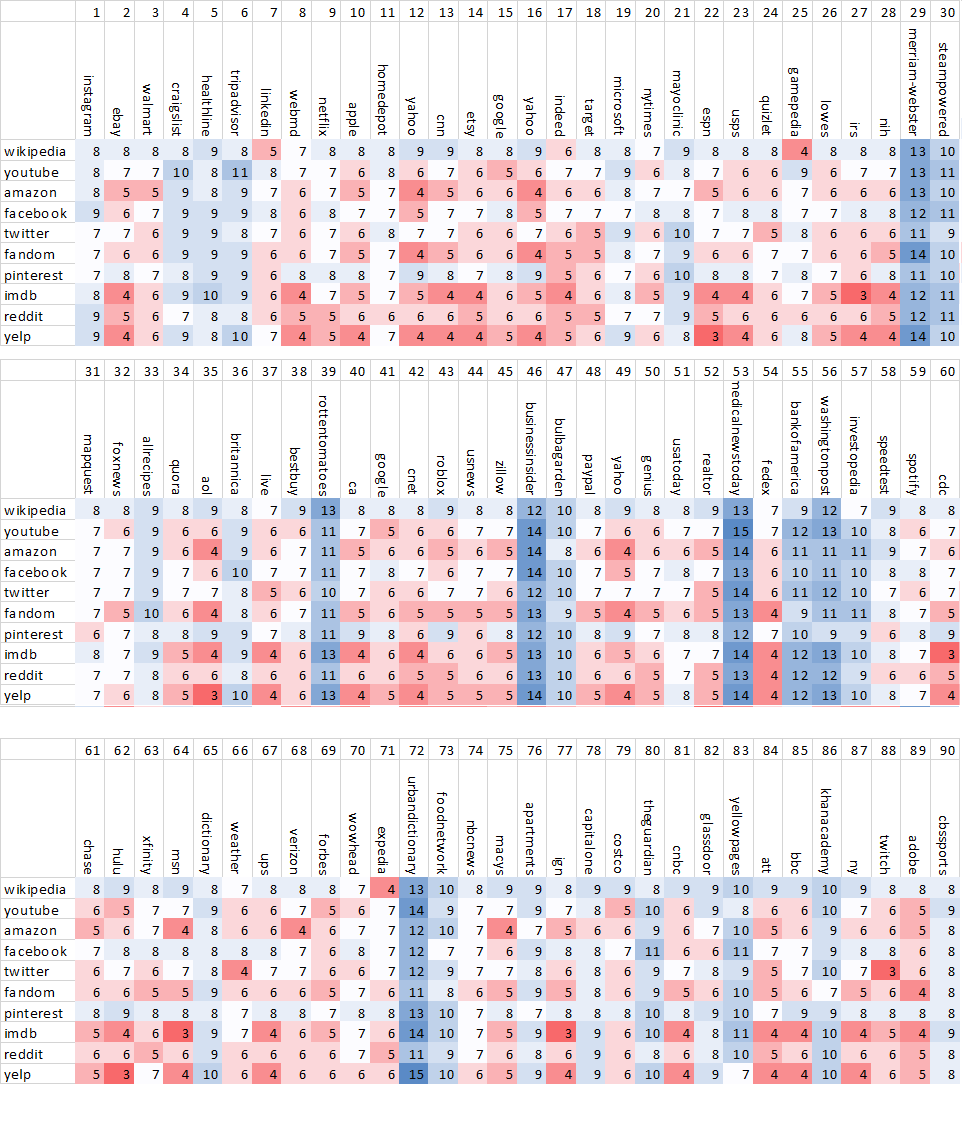 1 2 3 4 5 6 7 8 9 10 11 12 13 14 15 16 17 18 19 20 21 22 23 24 25 26 27 28 29 30
instagram ebay walmart craigslist healthline tripadvisor linkedin webmd netflix apple homedepot yahoo cnn etsy google yahoo indeed target microsoft nytimes mayoclinic espn usps quizlet gamepedia lowes irs nih merriam-webster steampowered
wikipedia 8 8 8 8 9 8 5 7 8 8 8 9 9 8 8 9 6 8 8 7 9 8 8 8 4 8 8 8 13 10
youtube 8 7 7 10 8 11 8 7 7 6 8 6 7 6 5 6 7 7 9 6 8 7 6 6 9 6 7 7 13 11
amazon 8 5 5 9 9 9 7 6 7 5 7 4 5 6 6 4 6 6 8 7 7 5 6 6 7 6 6 6 13 10
facebook 9 6 7 9 9 9 8 6 8 7 7 5 7 7 8 5 7 7 7 8 8 7 8 8 7 7 8 8 12 11
twitter 7 7 6 9 9 8 7 6 7 6 8 7 7 6 6 7 6 5 9 6 10 7 7 5 8 6 6 7 11 9
fandom 7 6 6 9 9 9 6 6 7 5 7 4 5 6 6 4 5 5 8 7 9 6 6 7 7 6 6 5 14 10
pinterest 7 8 7 8 9 9 6 8 8 8 7 9 8 7 8 9 5 6 7 6 10 8 7 8 7 8 6 8 11 10
imdb 8 4 6 9 10 9 6 4 7 5 7 5 4 4 6 5 4 6 8 5 9 4 4 6 7 5 3 4 12 11
reddit 9 5 6 7 8 8 6 5 5 6 6 6 6 5 6 6 5 5 7 7 9 5 6 6 6 6 5 6 12 11
yelp 9 4 6 9 8 10 7 4 5 4 7 4 4 4 5 4 5 6 7 6 8 3 5 4 6 8 5 4 4 14 10
31 32 33 34 35 36 37 38 39 40 41 42 43 44 45 46 47 48 49 50 51 52 53 54 55 56 57 58 59 60
mapquest foxnews allrecipes quora aol britannica live bestbuy rottentomatoes ca google cnet roblox usnews zillow businessinsider bulbagarden paypal yahoo genius usatoday realtor medicalnewstoday fedex bankofamerica washingtonpost investopedia speedtest spotify cdc
wikipedia 8 8 9 8 9 8 7 9 13 8 8 8 9 8 8 12 10 8 9 8 8 9 13 7 9 12 7 9 8 8
youtube 7 6 9 6 6 9 6 6 11 7 5 6 6 7 7 14 10 7 6 6 7 7 15 7 12 13 10 8 6 7
amazon 7 7 9 6 4 9 6 7 11 5 6 6 5 6 5 14 8 6 4 6 6 5 14 6 11 11 11 9 7 6
facebook 7 7 9 7 6 10 7 7 11 7 8 7 6 7 7 14 10 7 5 7 8 7 13 6 10 11 10 8 8 7
twitter 7 7 9 7 7 8 5 6 10 7 6 6 7 7 6 12 10 7 7 7 7 5 14 6 11 12 10 7 6 7
fandom 7 5 10 6 4 8 6 7 11 5 6 5 5 5 5 13 9 5 4 5 6 5 13 4 9 11 11 8 7 5
pinterest 6 7 8 8 9 9 7 8 11 9 8 6 9 6 8 12 10 8 9 7 8 8 12 7 10 9 9 6 8 9
imdb 8 7 9 5 4 9 4 6 13 4 6 4 6 6 5 13 10 6 5 6 7 7 14 4 12 13 10 8 7 3
reddit 7 7 8 6 6 8 6 6 11 6 6 5 5 6 6 13 10 6 6 5 7 5 13 4 12 12 9 6 6 5
yelp 7 6 8 5 3 10 4 6 13 4 5 4 5 5 5 14 10 5 4 5 8 5 14 4 12 13 10 8 7 4
61 62 63 64 65 66 67 68 69 70 71 72 73 74 75 76 77 78 79 80 81 82 83 84 85 86 87 88 89 90
chase hulu xfinity msn dictionary weather ups verizon forbes wowhead expedia urbandictionary foodnetwork nbcnews macys apartments ign capitalone costco theguardian cnbc glassdoor yellowpages att bbc khanacademy ny twitch adobe cbssports
wikipedia 8 9 8 9 8 7 8 8 8 7 4 13 10 8 9 9 8 9 9 8 9 9 10 9 9 10 9 8 8 8
youtube 6 5 7 7 9 6 6 7 5 6 7 14 9 7 7 9 7 8 5 10 6 9 8 6 6 10 7 6 5 9
amazon 5 6 7 4 8 6 6 4 6 7 7 12 10 7 4 7 5 6 6 9 6 7 10 5 6 9 6 6 5 9
facebook 7 8 8 8 8 8 8 7 6 8 7 12 7 7 6 9 8 8 7 11 6 6 11 7 7 9 8 8 6 8
twitter 6 7 6 7 8 4 7 7 6 6 7 12 9 7 7 8 6 8 6 9 7 8 9 5 7 10 7 3 6 8
fandom 6 6 5 5 9 6 6 6 5 7 6 11 8 6 5 9 5 8 6 9 5 6 10 5 6 7 5 6 4 8
pinterest 8 9 8 8 9 6 7 8 7 8 8 13 10 7 8 7 8 8 8 10 8 9 10 7 9 9 8 8 8 8
imdb 5 4 6 3 9 7 4 6 5 7 6 14 10 7 5 9 3 9 6 10 4 8 11 4 4 10 4 5 4 9
reddit 6 6 5 6 9 6 6 6 6 7 5 11 9 7 6 8 6 9 6 8 6 8 10 5 6 10 6 6 5 8
yelp 5 3 7 4 10 6 4 6 6 6 6 15 10 6 5 9 4 9 6 10 4 9 7 4 4 10 4 6 5 8